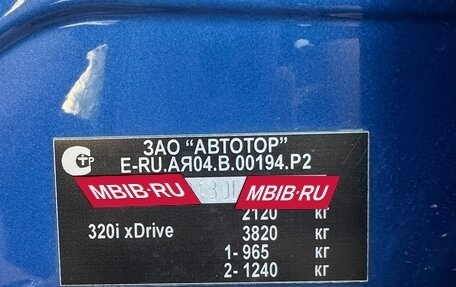 ЗАО “АВТОТОР”
E-RU.АЯ04.B.00194.P2
MBIB.RU MBIB.RU
2120 кг
320i xDrive 3820 кг
1- 965 кг
2- 1240 кг